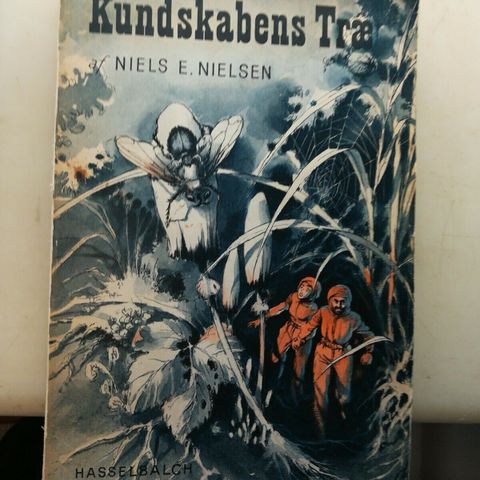 Kundskabens Træ
af NIELS E. NIELSEN
HASSELBALCH